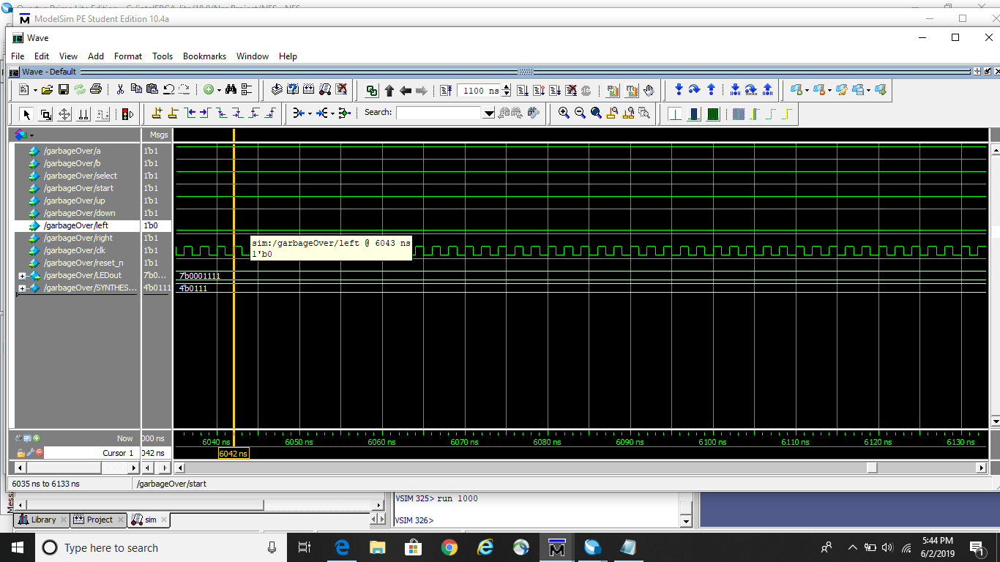 ModelSim PE Student Edition 10.4a
Wave
File Edit View Add Format Tools Bookmarks Window Help
Wave - Default
1100 ns
Search:
Msgs
/garbageOver/a 1'b1
/garbageOver/b 1'b1
/garbageOver/select 1'b1
/garbageOver/start 1'b1
/garbageOver/up 1'b1
/garbageOver/down 1'b1
/garbageOver/left 1'b0
/garbageOver/right 1'b1
/garbageOver/clk 1'b1
/garbageOver/reset_n 1'b1
/garbageOver/LEDout 7'b0... 7'b0001111
/garbageOver/SYNTHES... 4'b0111 4'b0111
sim:/garbageOver/left @ 6043 ns
1'b0
Now 000 ns 6040 ns 6050 ns 6060 ns 6070 ns 6080 ns 6090 ns 6100 ns 6110 ns 6120 ns 6130 ns
Cursor 1 042 ns 6042 ns
6035 ns to 6133 ns /garbageOver/start
VSIM 325> run 1000
VSIM 326>
Library Project sim
Type here to search
5:44 PM
6/2/2019
1